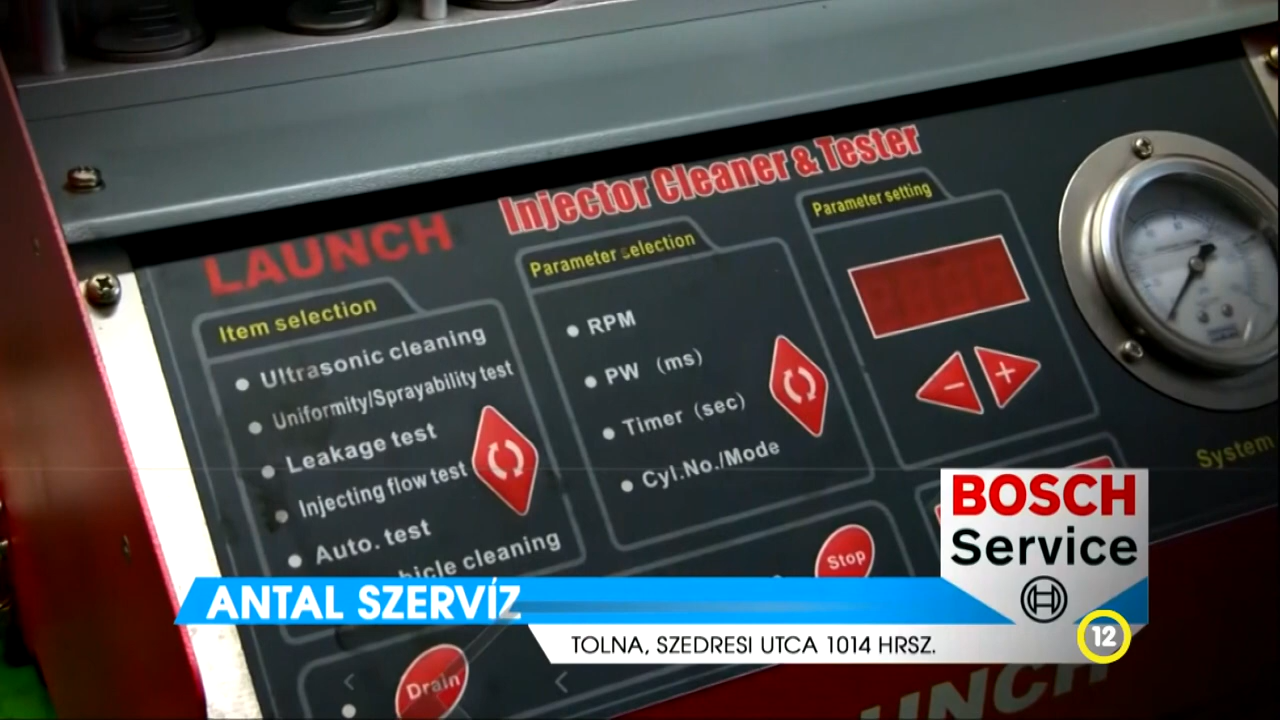 Injector Cleaner & Tester
LAUNCH
Item selection
Ultrasonic cleaning
Uniformity/Sprayability test
Leakage test
Injecting flow test
Auto. test
cleaning
Parameter selection
RPM
PW (ms)
Timer (sec)
Cyl.No./Mode
Parameter setting
- +
System
Stop
Drain
BOSCH
Service
ANTAL SZERVÍZ
TOLNA, SZEDRESI UTCA 1014 HRSZ.
12